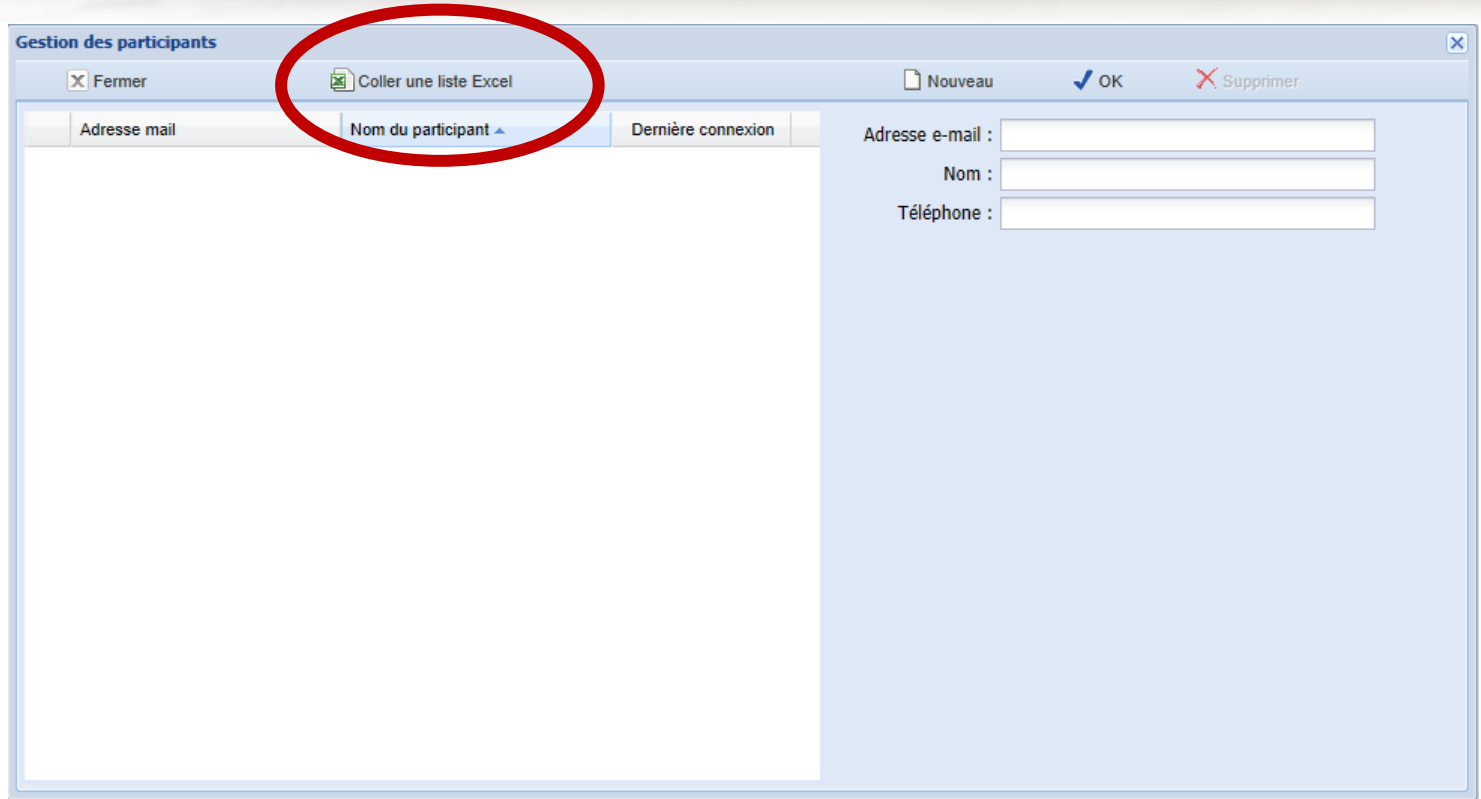 Gestion des participants
Fermer Coller une liste Excel Nouveau OK Supprimer
Adresse mail Nom du participant Dernière connexion
Adresse e-mail :
Nom :
Téléphone :